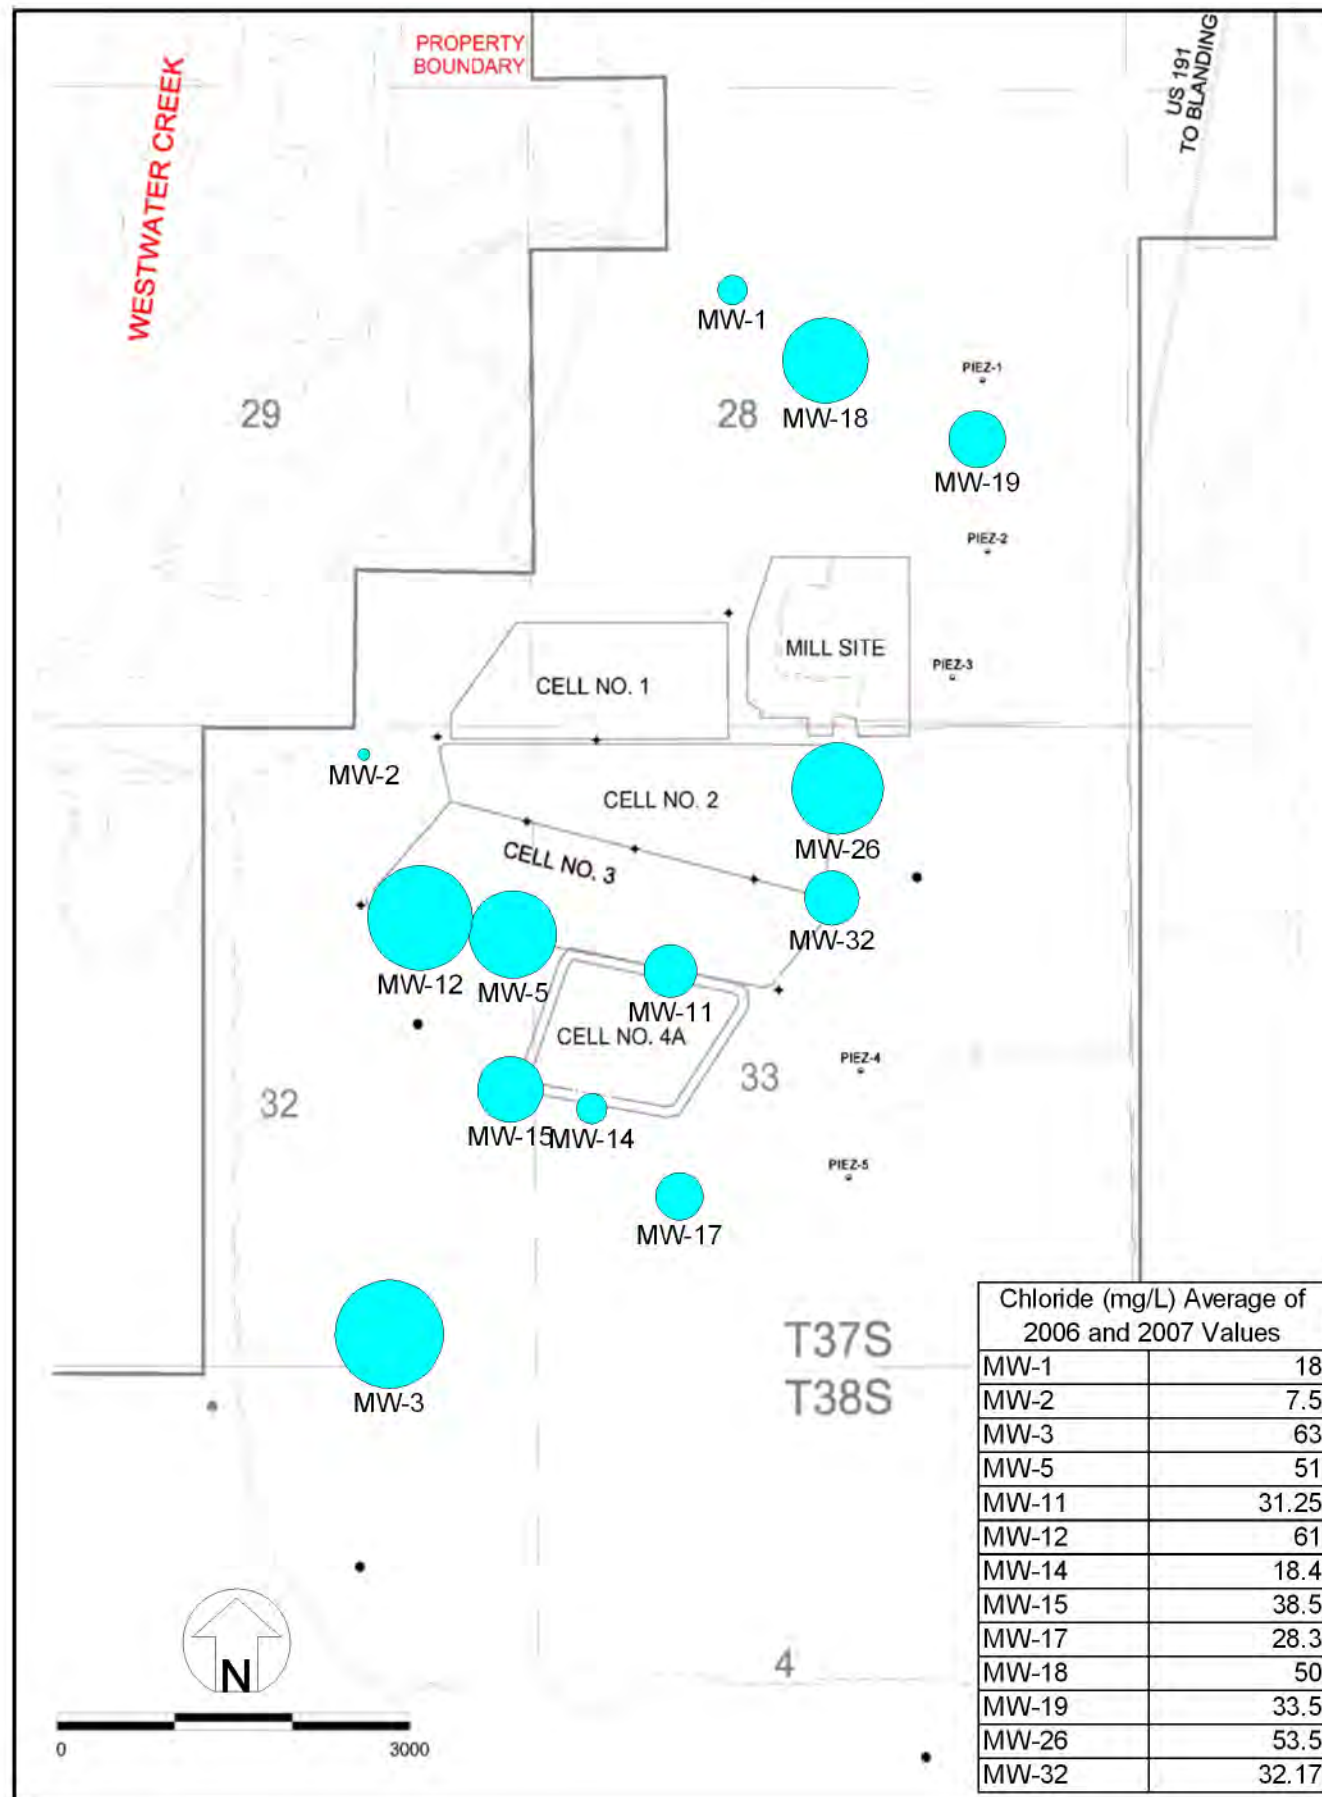 PROPERTY
BOUNDARY
WESTWATER CREEK
US 191
TO BLANDING
MW-1
MW-18
PIEZ-1
29
28
MW-19
PIEZ-2
MILL SITE
PIEZ-3
CELL NO. 1
MW-2
CELL NO. 2
MW-26
CELL NO. 3
MW-32
MW-12
MW-5
MW-11
CELL NO. 4A
PIEZ-4
33
32
MW-15
MW-14
PIEZ-5
MW-17
MW-3
T37S
T38S
4
N
0 3000
Chloride (mg/L) Average of
2006 and 2007 Values
MW-1 18
MW-2 7.5
MW-3 63
MW-5 51
MW-11 31.25
MW-12 61
MW-14 18.4
MW-15 38.5
MW-17 28.3
MW-18 50
MW-19 33.5
MW-26 53.5
MW-32 32.17